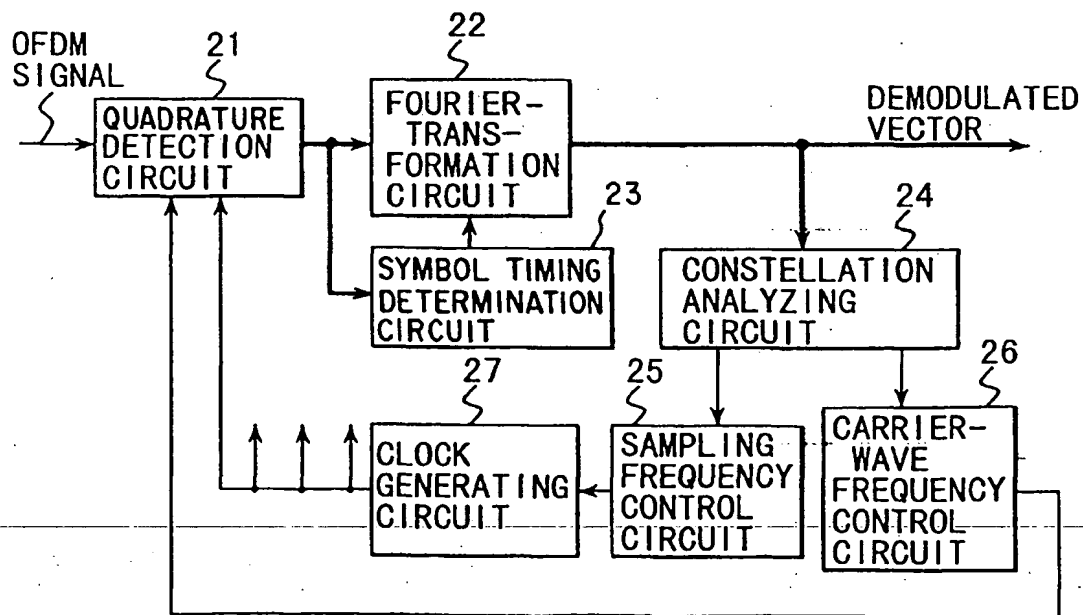 OFDM
SIGNAL
21
QUADRATURE
DETECTION
CIRCUIT
22
FOURIER-
TRANS-
FORMATION
CIRCUIT
DEMODULATED
VECTOR
23
SYMBOL TIMING
DETERMINATION
CIRCUIT
24
CONSTELLATION
ANALYZING
CIRCUIT
27
CLOCK
GENERATING
CIRCUIT
25
SAMPLING
FREQUENCY
CONTROL
CIRCUIT
26
CARRIER-
WAVE
FREQUENCY
CONTROL
CIRCUIT